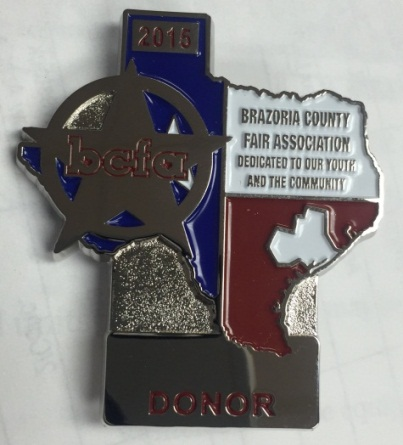 2015
bcfa
BRAZORIA COUNTY
FAIR ASSOCIATION
DEDICATED TO OUR YOUTH
AND THE COMMUNITY
DONOR